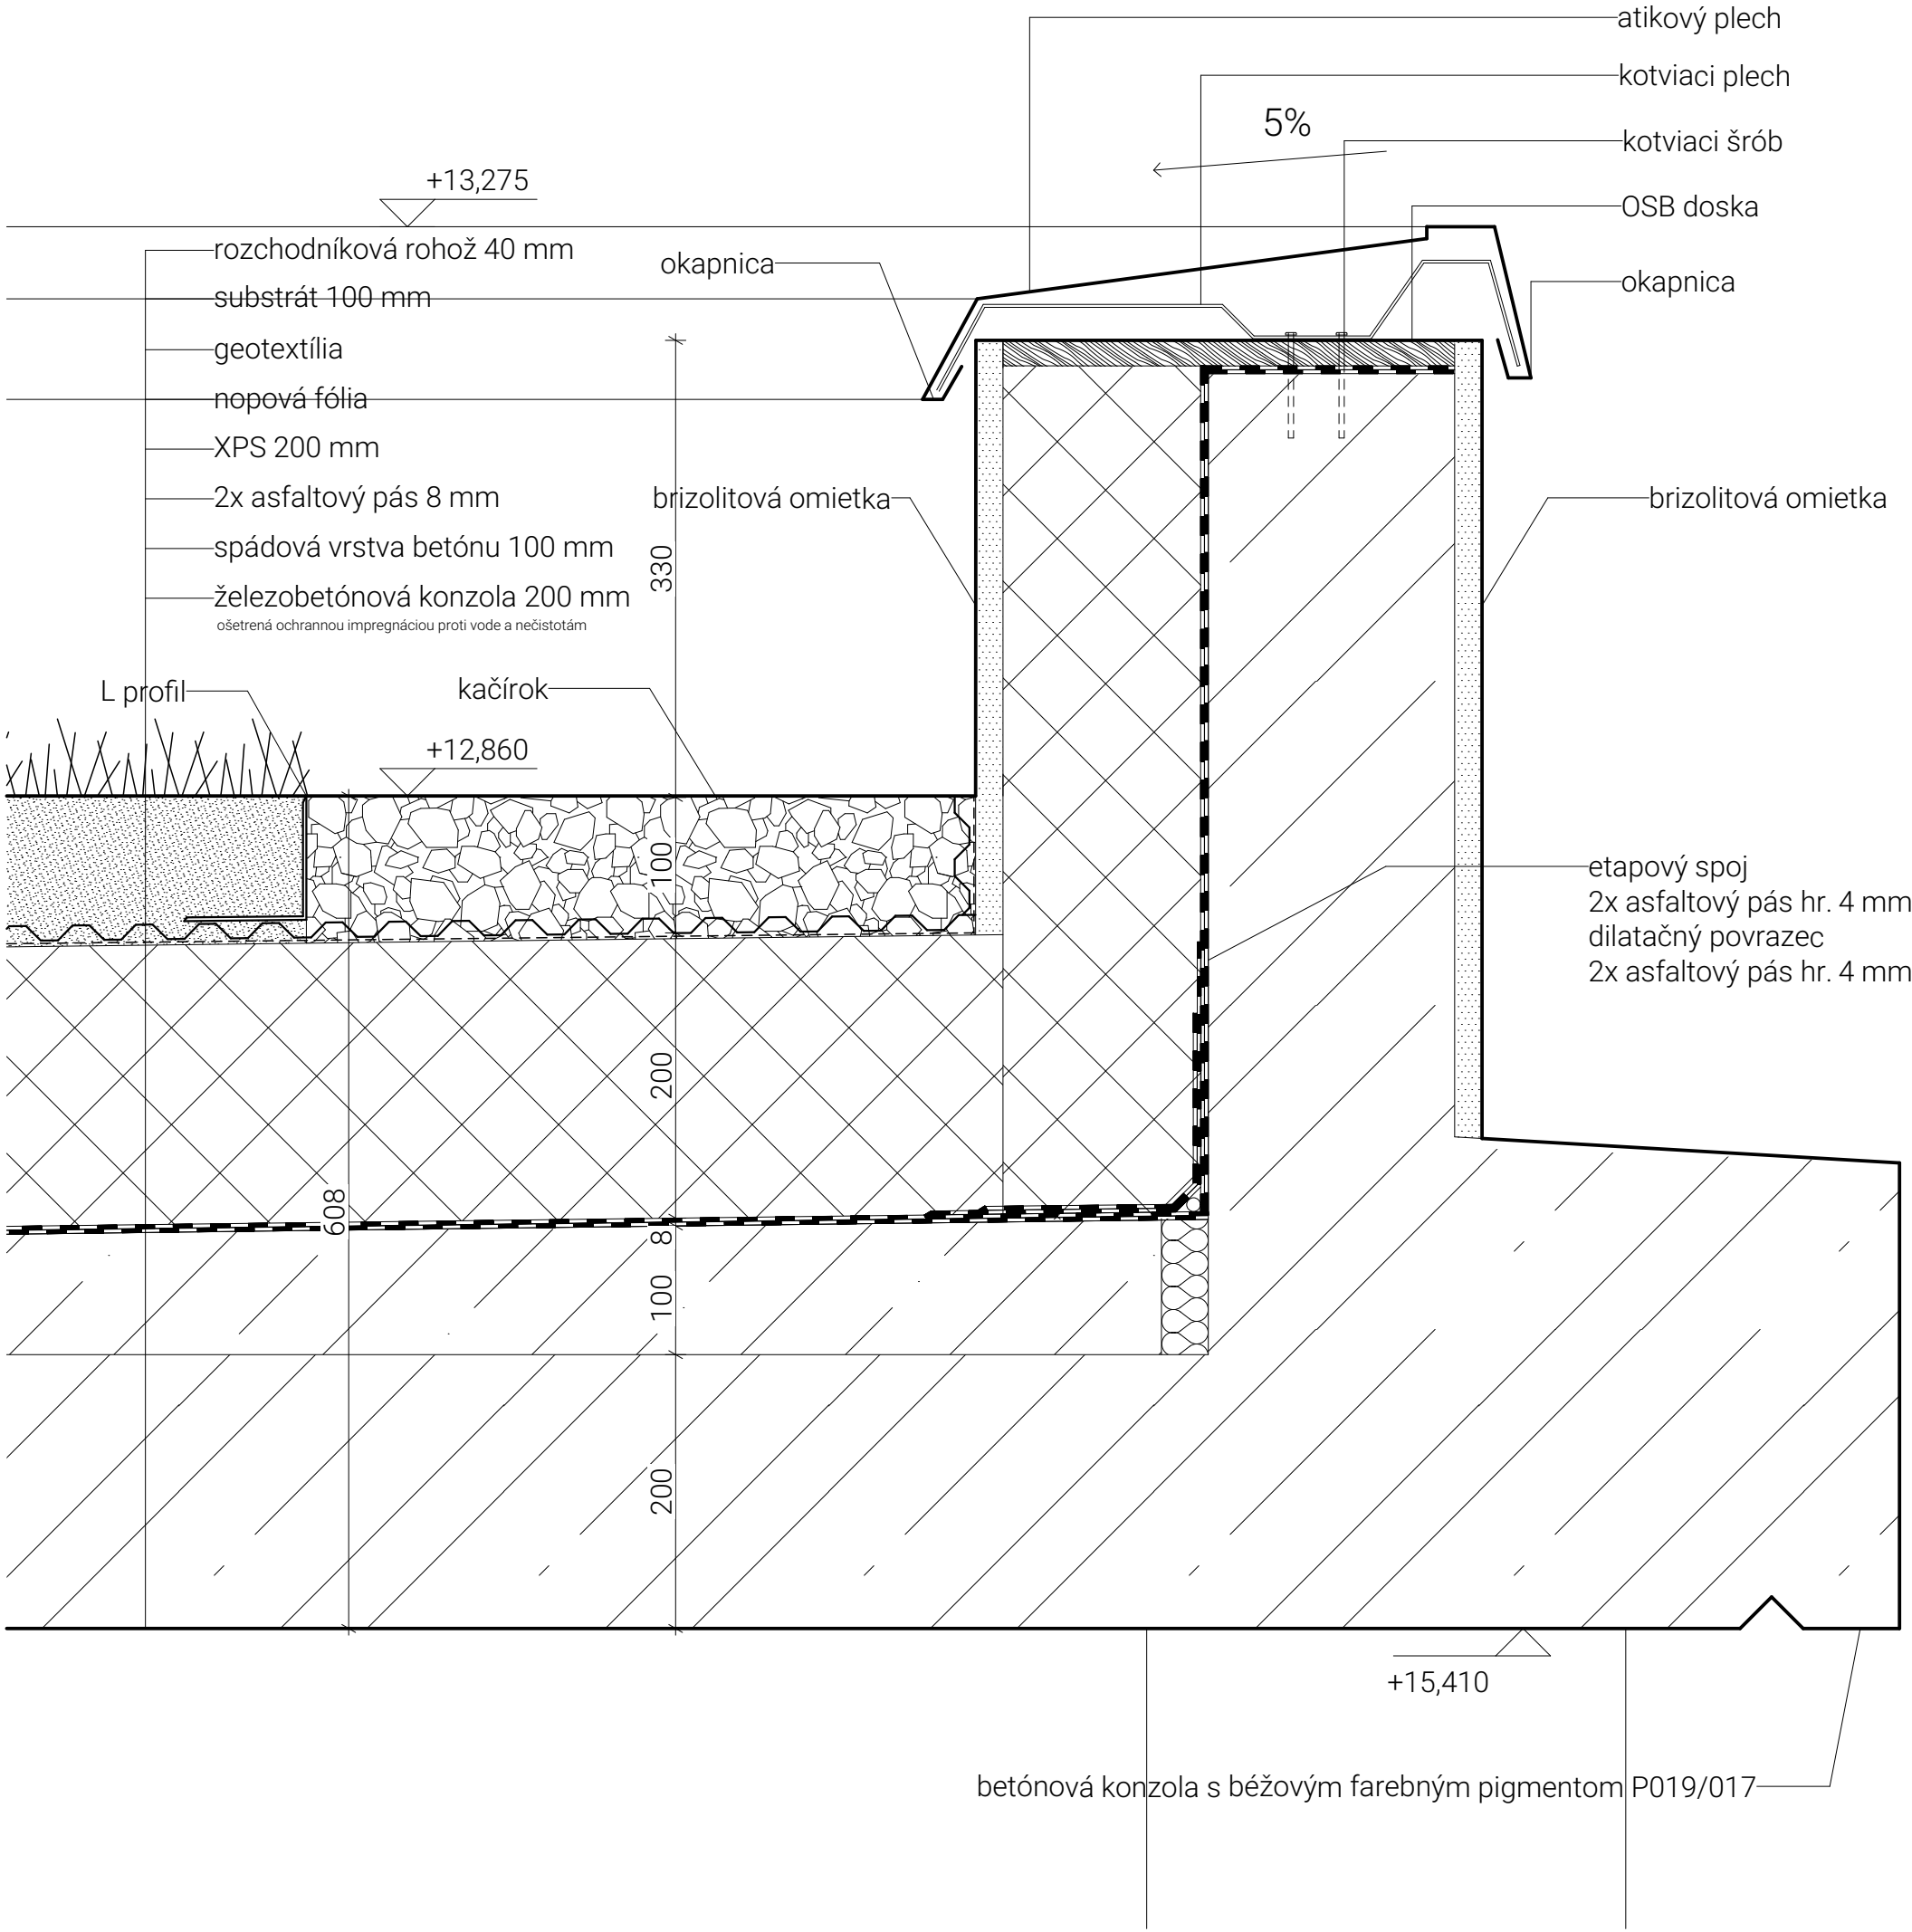 atikový plech
kotviaci plech
5%
kotviaci šrób
+13,275
OSB doska
rozchodníková rohož 40 mm
okapnica
okapnica
substrát 100 mm
geotextília
nopová fólia
XPS 200 mm
2x asfaltový pás 8 mm
brizolitová omietka
brizolitová omietka
spádová vrstva betónu 100 mm
330
železobetónová konzola 200 mm
ošetrená ochrannou impregnáciou proti vode a nečistotám
L profil
kačírok
+12,860
100
etapový spoj
2x asfaltový pás hr. 4 mm
dilatačný povrazec
2x asfaltový pás hr. 4 mm
200
608
8
100
200
+15,410
betónová konzola s béžovým farebným pigmentom P019/017